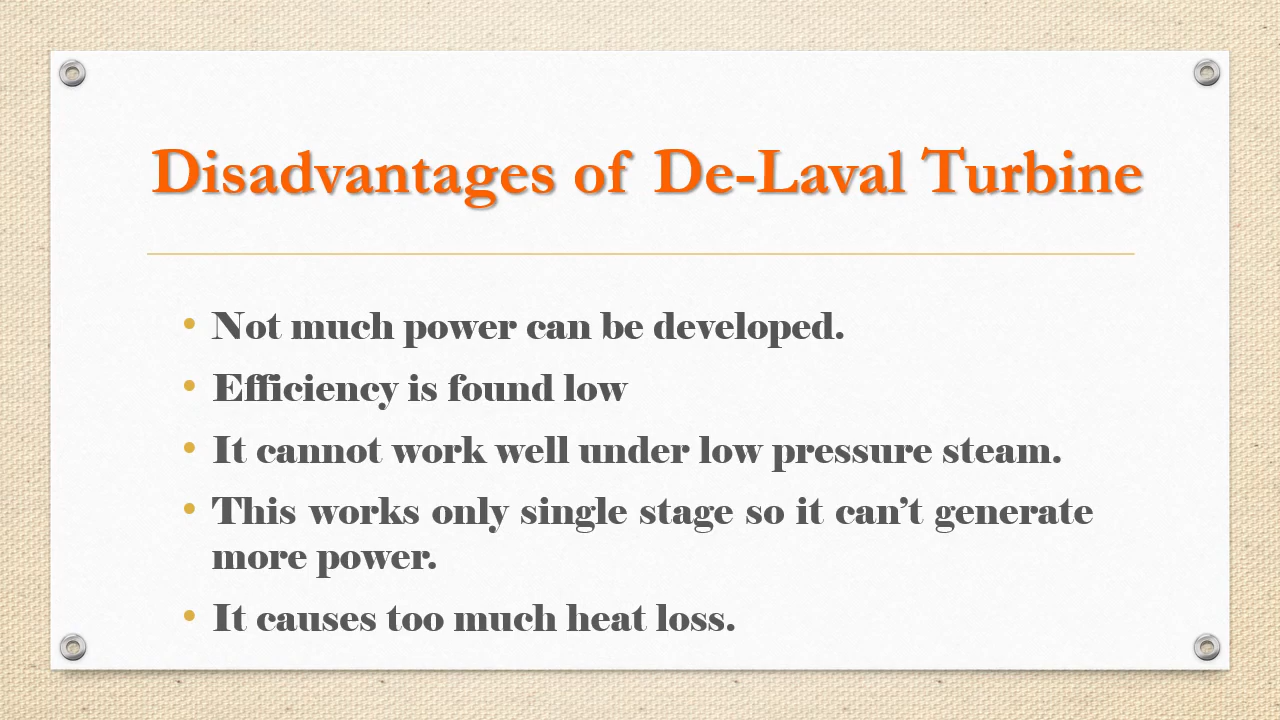 Disadvantages of De-Laval Turbine
• Not much power can be developed.
• Efficiency is found low
• It cannot work well under low pressure steam.
• This works only single stage so it can’t generate
more power.
• It causes too much heat loss.